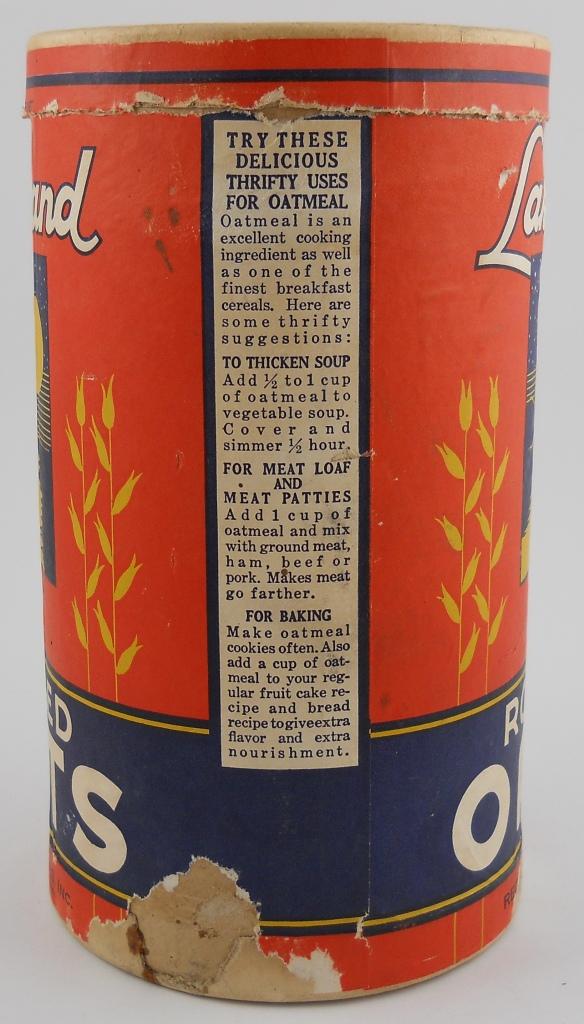 and
La
TRY THESE
DELICIOUS
THRIFTY USES
FOR OATMEAL
Oatmeal is an
excellent cooking
ingredient as well
as one of the
finest breakfast
cereals. Here are
some thrifty
suggestions:
TO THICKEN SOUP
Add ½ to 1 cup
of oatmeal to
vegetable soup.
Cover and
simmer ½ hour.
FOR MEAT LOAF
AND
MEAT PATTIES
Add 1 cup of
oatmeal and mix
with ground meat,
ham, beef or
pork. Makes meat
go farther.
FOR BAKING
Make oatmeal
cookies often. Also
add a cup of oat-
meal to your reg-
ular fruit cake re-
cipe and bread
recipe to give extra
flavor and extra
nourishment.
ED
TS
INC.
RO
O
RE